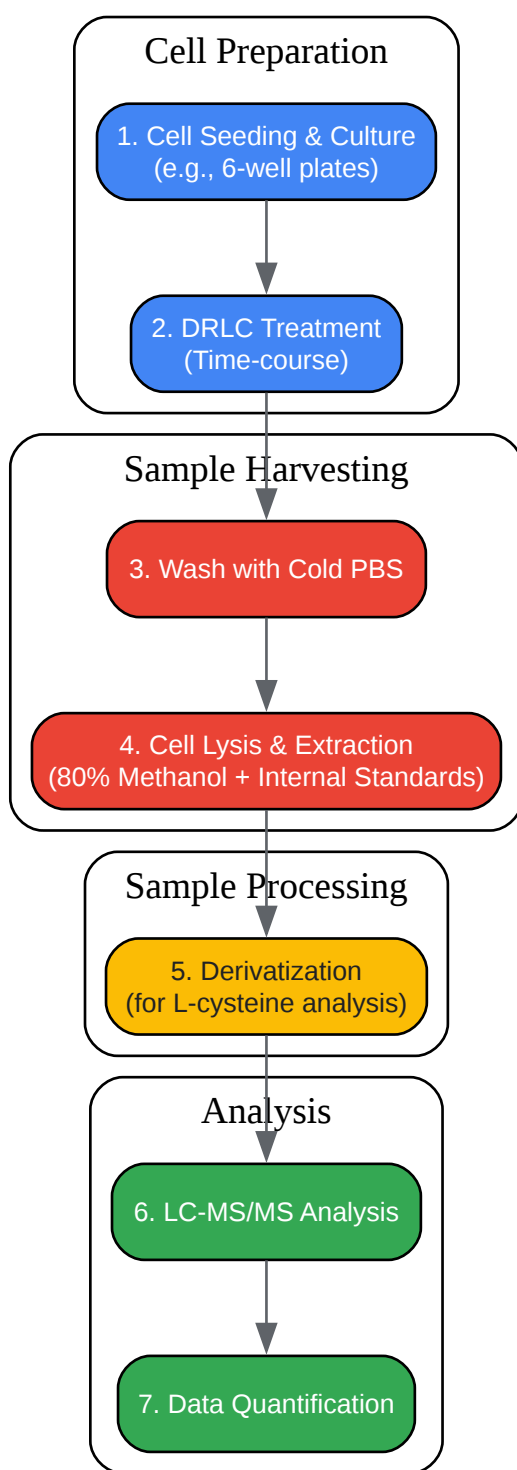 Cell Preparation
1. Cell Seeding & Culture
(e.g., 6-well plates)
2. DRLC Treatment
(Time-course)
Sample Harvesting
3. Wash with Cold PBS
4. Cell Lysis & Extraction
(80% Methanol + Internal Standards)
Sample Processing
5. Derivatization
(for L-cysteine analysis)
Analysis
6. LC-MS/MS Analysis
7. Data Quantification